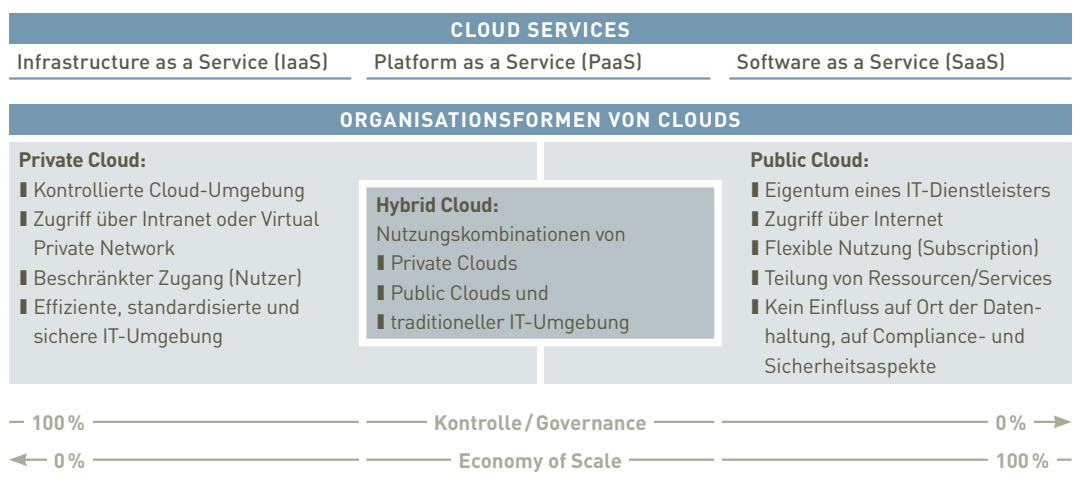 CLOUD SERVICES
Infrastructure as a Service (IaaS)
Platform as a Service (PaaS)
Software as a Service (SaaS)
ORGANISATIONSFORMEN VON CLOUDS
Private Cloud:
❚ Kontrollierte Cloud-Umgebung
❚ Zugriff über Intranet oder Virtual
Private Network
❚ Beschränkter Zugang (Nutzer)
❚ Effiziente, standardisierte und
sichere IT-Umgebung
Hybrid Cloud:
Nutzungskombinationen von
❚ Private Clouds
❚ Public Clouds und
❚ traditioneller IT-Umgebung
Public Cloud:
❚ Eigentum eines IT-Dienstleisters
❚ Zugriff über Internet
❚ Flexible Nutzung (Subscription)
❚ Teilung von Ressourcen/Services
❚ Kein Einfluss auf Ort der Daten-
haltung, auf Compliance- und
Sicherheitsaspekte
100 % Kontrolle/Governance 0 %
0 % Economy of Scale 100 %